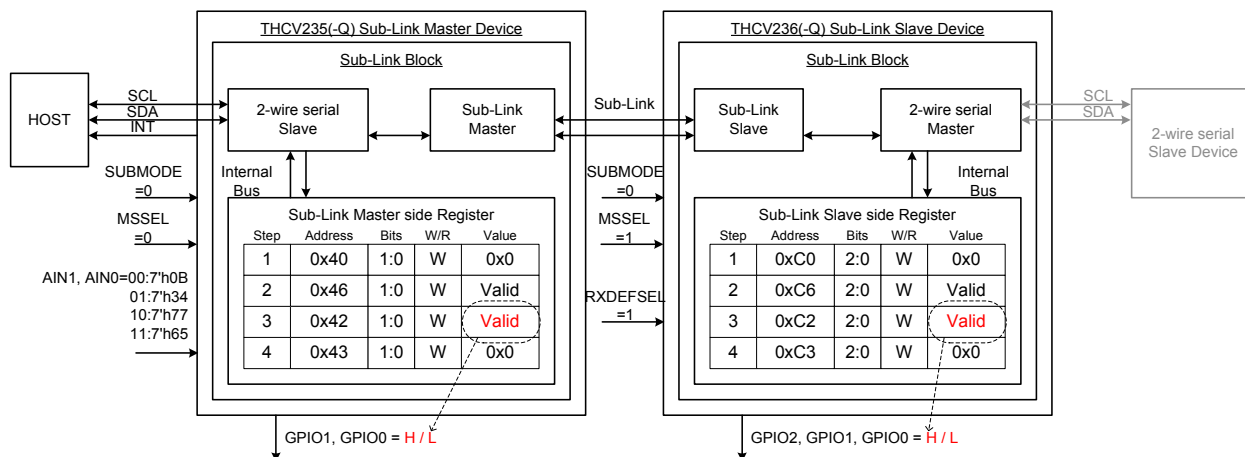 THCV235(-Q) Sub-Link Master Device
Sub-Link Block
HOST
SCL
SDA
INT
2-wire serial
Slave
Sub-Link
Master
Sub-Link
SUBMODE
=0
MSSEL
=0
AIN1, AIN0=00:7'h0B
01:7'h34
10:7'h77
11:7'h65
Internal
Bus
Sub-Link Master side Register
Step Address Bits W/R Value
1 0x40 1:0 W 0x0
2 0x46 1:0 W Valid
3 0x42 1:0 W Valid
4 0x43 1:0 W 0x0
GPIO1, GPIO0 = H / L
THCV236(-Q) Sub-Link Slave Device
Sub-Link Block
Sub-Link
Slave
2-wire serial
Master
SCL
SDA
2-wire serial
Slave Device
SUBMODE
=0
MSSEL
=1
RXDEFSEL
=1
Internal
Bus
Sub-Link Slave side Register
Step Address Bits W/R Value
1 0xC0 2:0 W 0x0
2 0xC6 2:0 W Valid
3 0xC2 2:0 W Valid
4 0xC3 2:0 W 0x0
GPIO2, GPIO1, GPIO0 = H / L